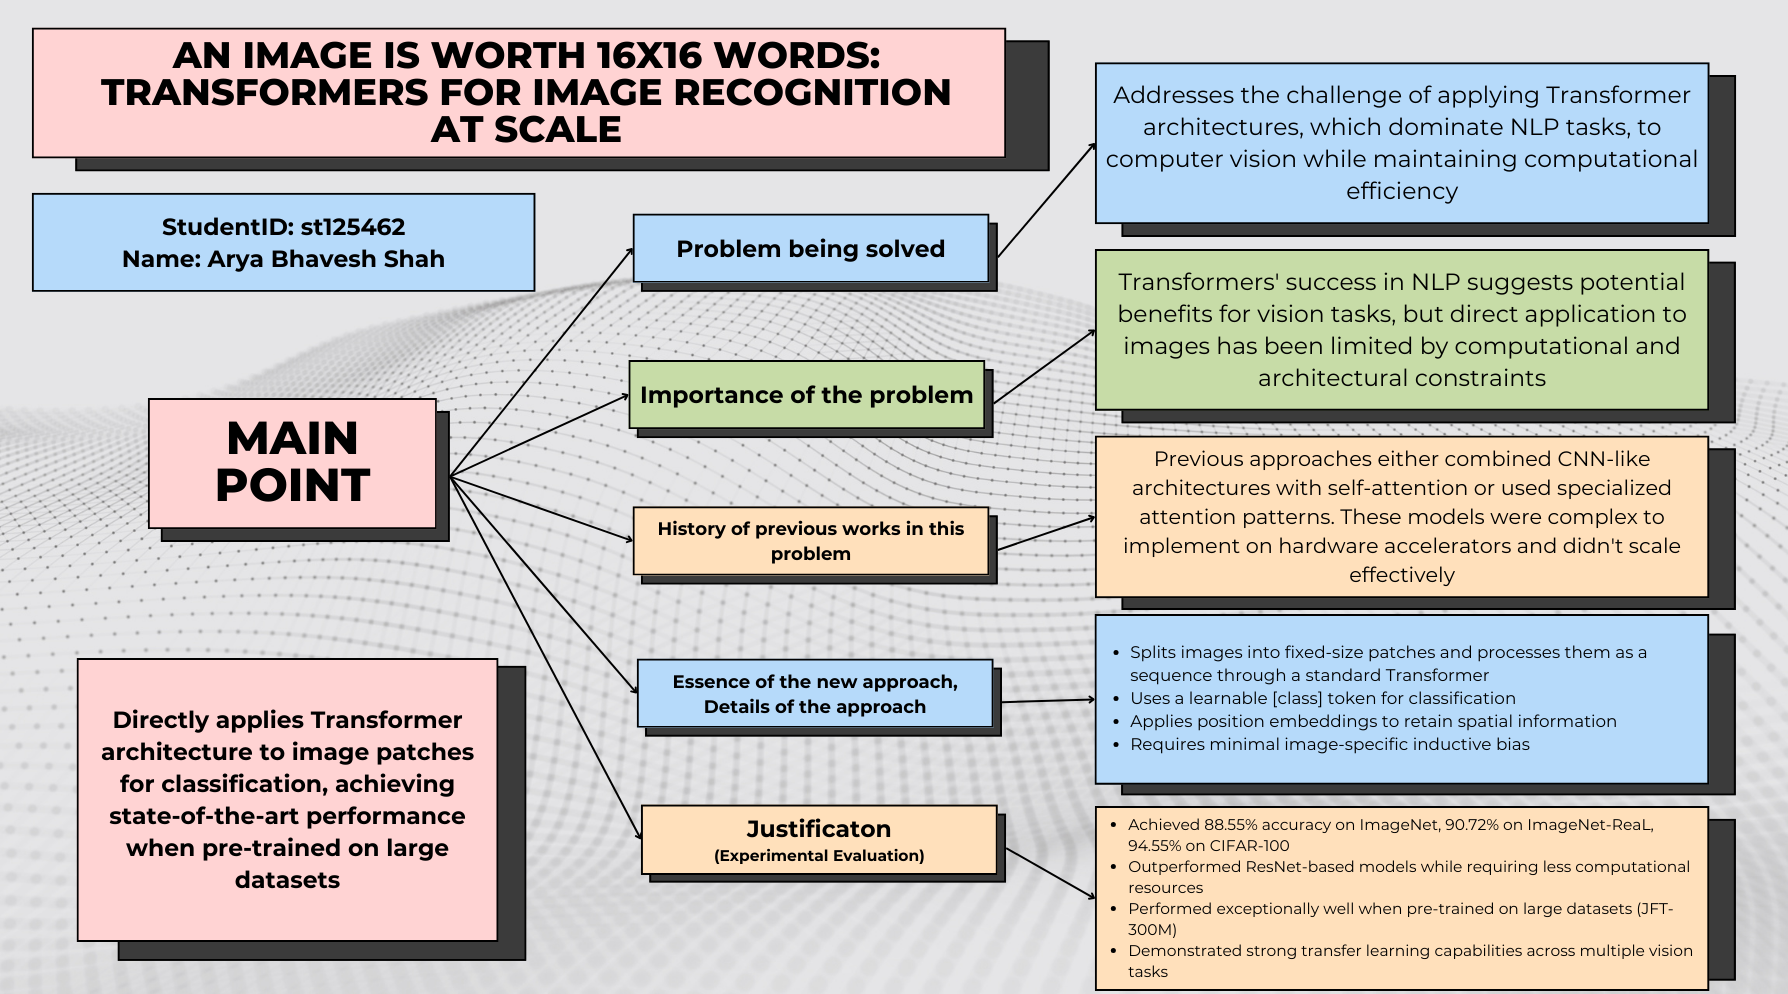 AN IMAGE IS WORTH 16X16 WORDS:
TRANSFORMERS FOR IMAGE RECOGNITION
AT SCALE
StudentID: st125462
Name: Arya Bhavesh Shah
MAIN
POINT
Directly applies Transformer
architecture to image patches
for classification, achieving
state-of-the-art performance
when pre-trained on large
datasets
Problem being solved
Addresses the challenge of applying Transformer
architectures, which dominate NLP tasks, to
computer vision while maintaining computational
efficiency
Importance of the problem
Transformers' success in NLP suggests potential
benefits for vision tasks, but direct application to
images has been limited by computational and
architectural constraints
History of previous works in this
problem
Previous approaches either combined CNN-like
architectures with self-attention or used specialized
attention patterns. These models were complex to
implement on hardware accelerators and didn't scale
effectively
Essence of the new approach,
Details of the approach
• Splits images into fixed-size patches and processes them as a
sequence through a standard Transformer
• Uses a learnable [class] token for classification
• Applies position embeddings to retain spatial information
• Requires minimal image-specific inductive bias
Justificaton
(Experimental Evaluation)
• Achieved 88.55% accuracy on ImageNet, 90.72% on ImageNet-ReaL,
94.55% on CIFAR-100
• Outperformed ResNet-based models while requiring less computational
resources
• Performed exceptionally well when pre-trained on large datasets (JFT-
300M)
• Demonstrated strong transfer learning capabilities across multiple vision
tasks